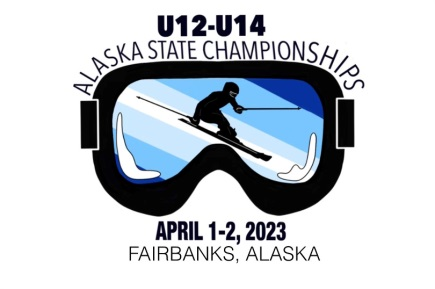 U12-U14
ALASKA STATE CHAMPIONSHIPS
APRIL 1-2, 2023
FAIRBANKS, ALASKA